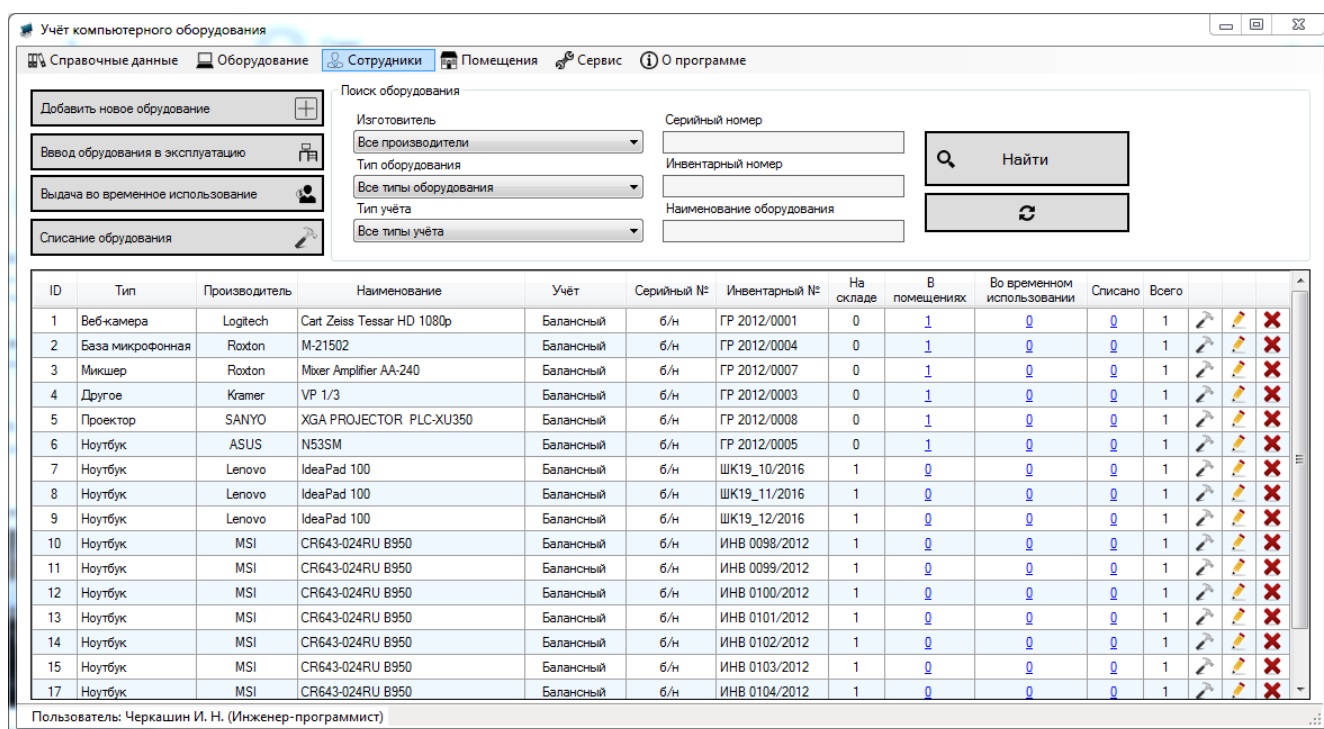 Учёт компьютерного оборудования
Справочные данные Оборудование Сотрудники Помещения Сервис О программе
Добавить новое обрудование
Ввод обрудования в эксплуатацию
Выдача во временное использование
Списание обрудования
Поиск оборудования
Изготовитель
Все производители
Тип оборудования
Все типы оборудования
Тип учёта
Все типы учёта
Серийный номер
Инвентарный номер
Наименование оборудования
Найти
ID Тип Производитель Наименование Учёт Серийный № Инвентарный № На складе В помещениях Во временном использовании Списано Всего
1 Веб-камера Logitech Cart Zeiss Tessar HD 1080p Балансный б/н ГР 2012/0001 0 1 0 0 1
2 База микрофонная Roxton M-21502 Балансный б/н ГР 2012/0004 0 1 0 0 1
3 Микшер Roxton Mixer Amplifier AA-240 Балансный б/н ГР 2012/0007 0 1 0 0 1
4 Другое Kramer VP 1/3 Балансный б/н ГР 2012/0003 0 1 0 0 1
5 Проектор SANYO XGA PROJECTOR PLC-XU350 Балансный б/н ГР 2012/0008 0 1 0 0 1
6 Ноутбук ASUS N53SM Балансный б/н ГР 2012/0005 0 1 0 0 1
7 Ноутбук Lenovo IdeaPad 100 Балансный б/н ШК19_10/2016 1 0 0 0 1
8 Ноутбук Lenovo IdeaPad 100 Балансный б/н ШК19_11/2016 1 0 0 0 1
9 Ноутбук Lenovo IdeaPad 100 Балансный б/н ШК19_12/2016 1 0 0 0 1
10 Ноутбук MSI CR643-024RU B950 Балансный б/н ИНВ 0098/2012 1 0 0 0 1
11 Ноутбук MSI CR643-024RU B950 Балансный б/н ИНВ 0099/2012 1 0 0 0 1
12 Ноутбук MSI CR643-024RU B950 Балансный б/н ИНВ 0100/2012 1 0 0 0 1
13 Ноутбук MSI CR643-024RU B950 Балансный б/н ИНВ 0101/2012 1 0 0 0 1
14 Ноутбук MSI CR643-024RU B950 Балансный б/н ИНВ 0102/2012 1 0 0 0 1
15 Ноутбук MSI CR643-024RU B950 Балансный б/н ИНВ 0103/2012 1 0 0 0 1
17 Ноутбук MSI CR643-024RU B950 Балансный б/н ИНВ 0104/2012 1 0 0 0 1
Пользователь: Черкашин И. Н. (Инженер-программист)